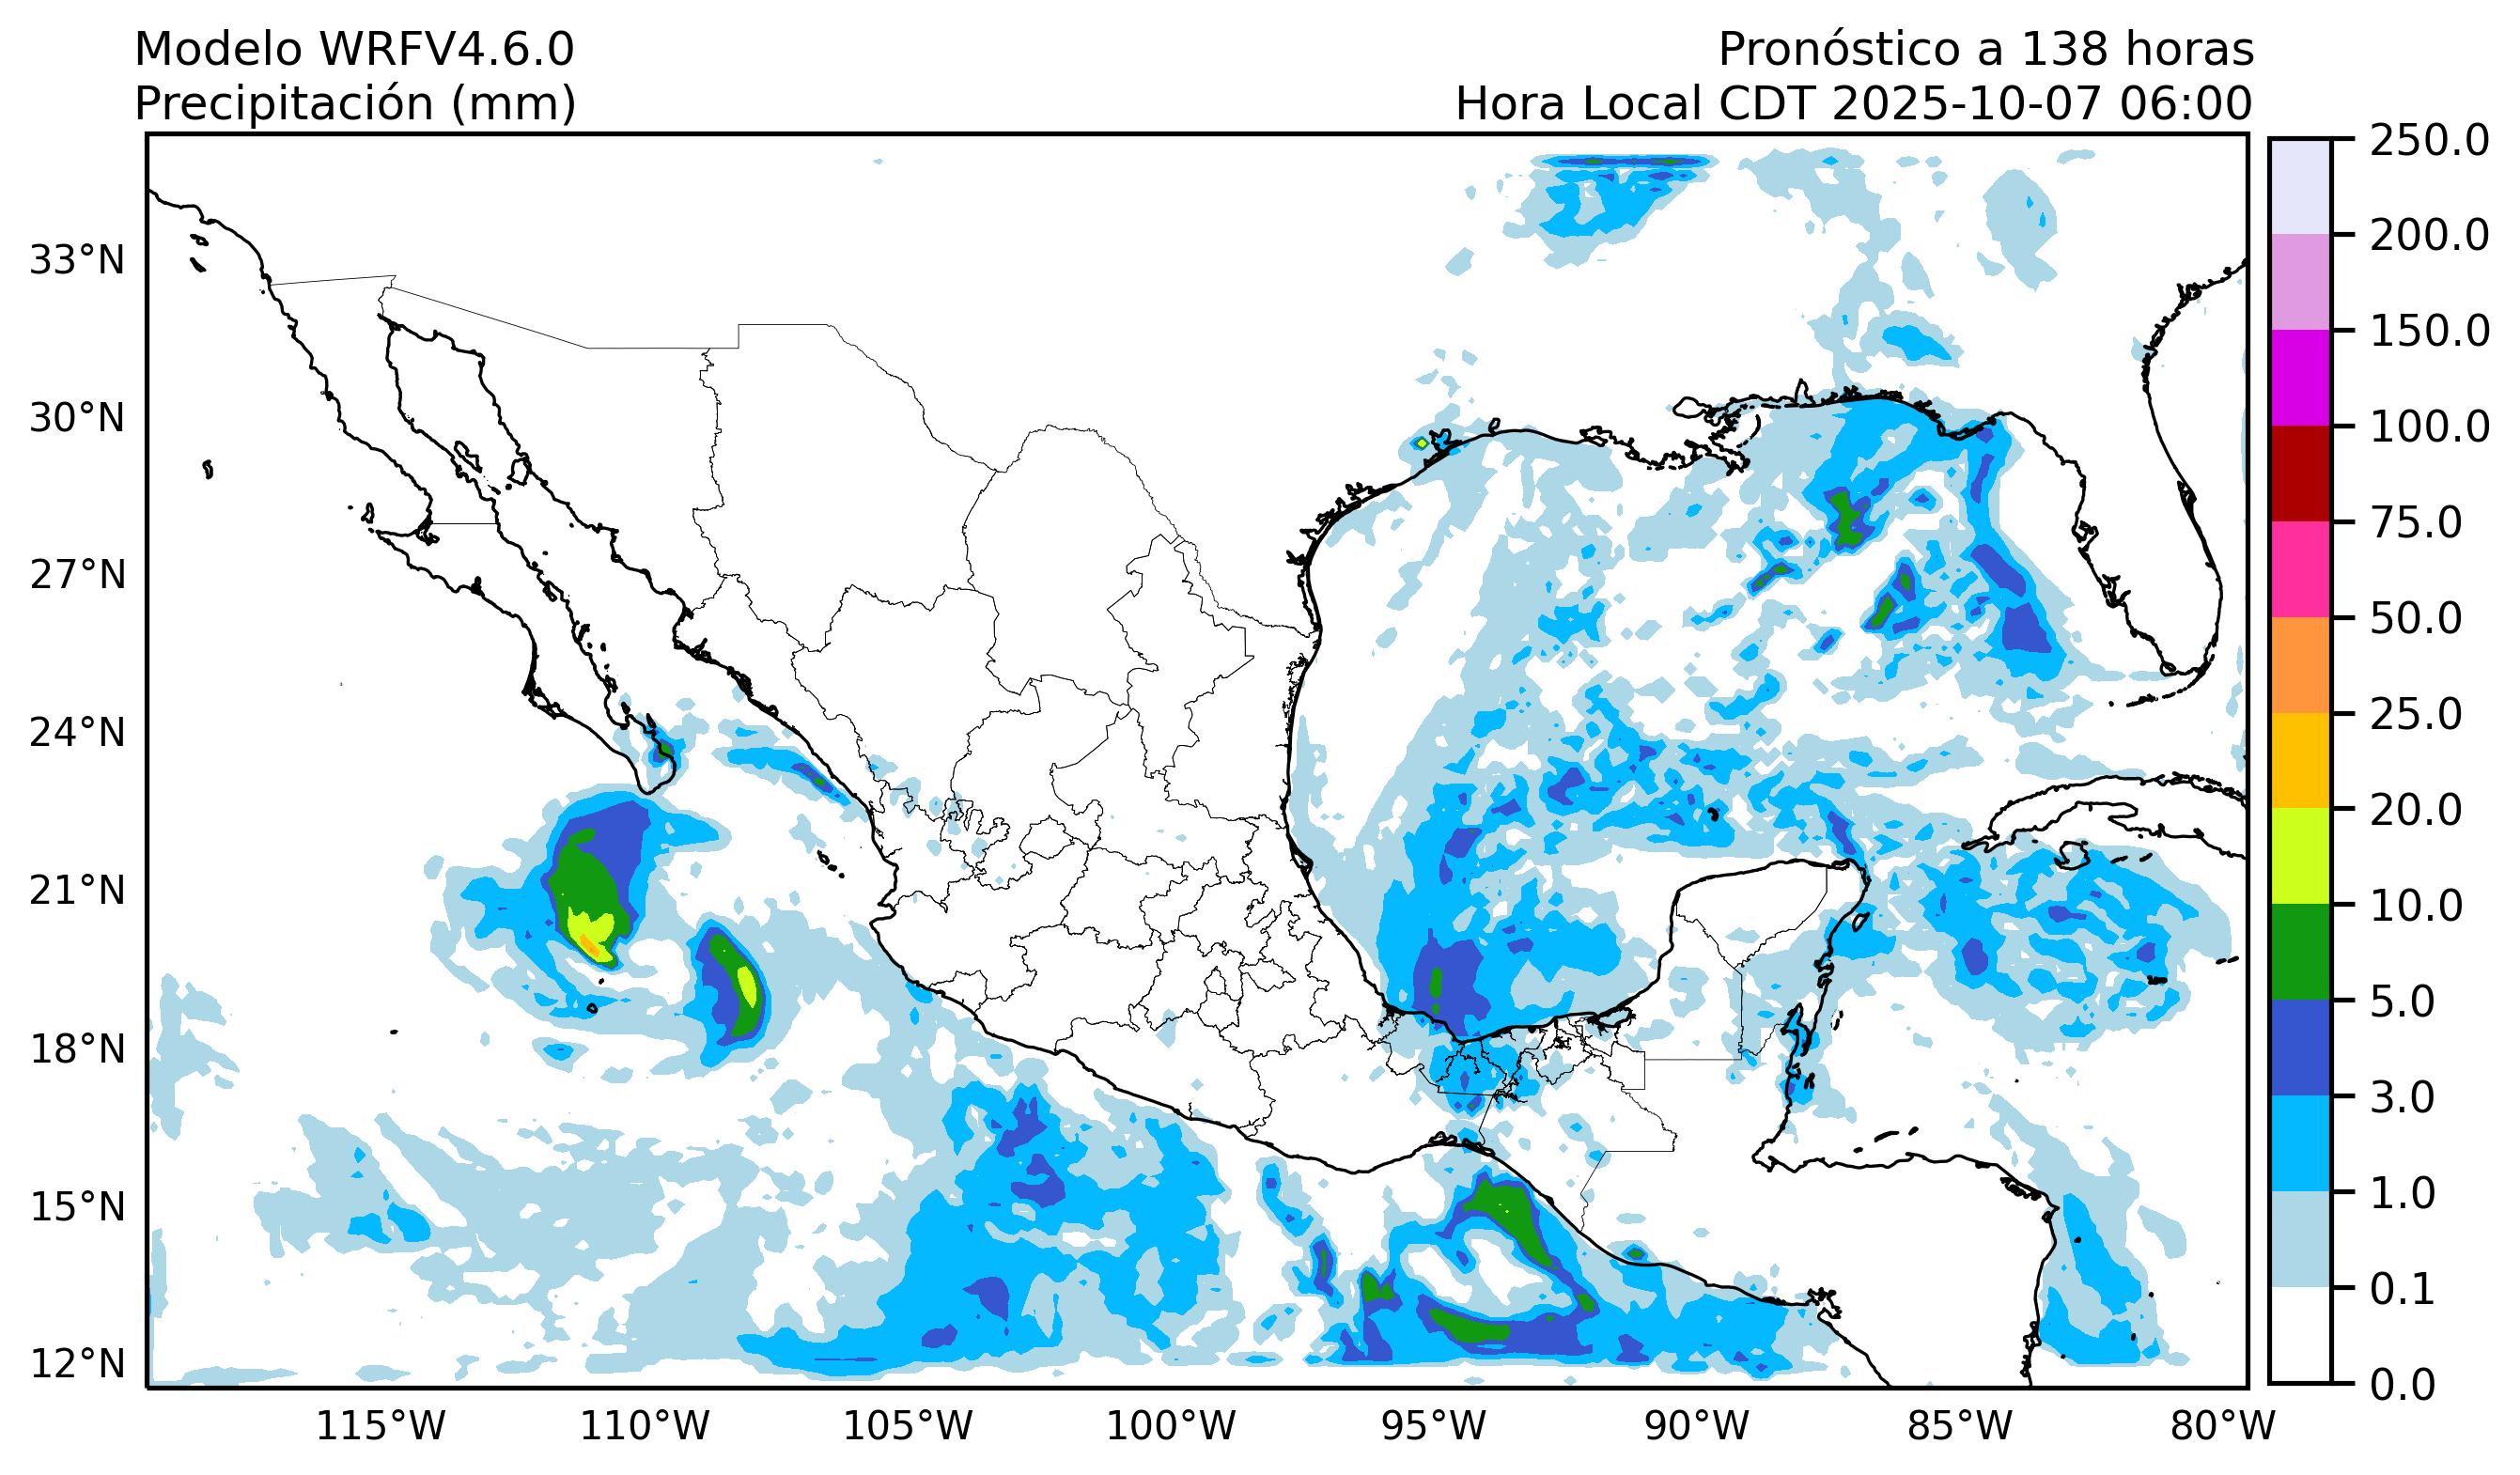 Modelo WRFV4.6.0
Precipitación (mm)
Pronóstico a 138 horas
Hora Local CDT 2025-10-07 06:00
33°N
30°N
27°N
24°N
21°N
18°N
15°N
12°N
115°W
110°W
105°W
100°W
95°W
90°W
85°W
80°W
250.0
200.0
150.0
100.0
75.0
50.0
25.0
20.0
10.0
5.0
3.0
1.0
0.1
0.0